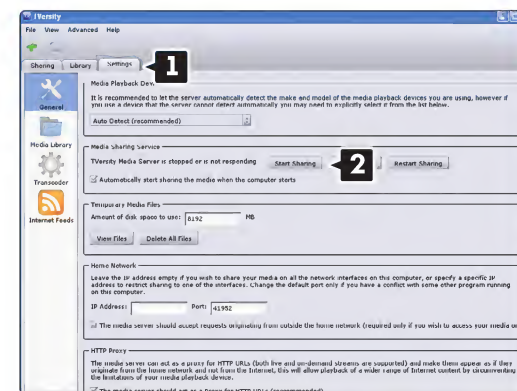 TVersity
File View Advanced Help
Sharing Library Settings
1
General
Media Library
Transcoder
Internet Feeds
Media Playback Device
It is recommended to let the server automatically detect the make and model of the media playback devices you are using, however if
you use a device that the server cannot detect automatically you may need to explicitly select it from the list below.
Auto Detect (recommended)
Media Sharing Service
TVersity Media Server is stopped or is not responding Start Sharing 2 Restart Sharing
Automatically start sharing the media when the computer starts
Temporary Media Files
Amount of disk space to use: 8192 MB
View Files Delete All Files
Home Network
Leave the IP address empty if you wish to share your media on all the network interfaces on this computer, or specify a specific IP
address to restrict sharing to one of the interfaces. Change the default port only if you have a conflict with some other program running
on this computer.
IP Address: Port: 41952
The media server should accept requests originating from outside the home network (required only if you wish to access your media
HTTP Proxy
The media server can act as a proxy for HTTP URLs (both live and on-demand streams are supported) and make them appear as if they
originate from the home network and not from the Internet, this will allow playback of a wider range of Internet content by circumventing
the limitations of your media playback device.
The media server should act as a Proxy for HTTP URLs (recommended)